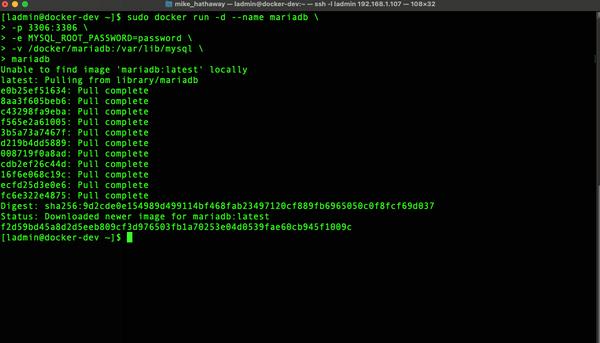 mike_hathaway — ladmin@docker-dev:~ — ssh -l ladmin 192.168.1.107 — 108×32
[ladmin@docker-dev ~]$ sudo docker run -d --name mariadb \
> -p 3306:3306 \
> -e MYSQL_ROOT_PASSWORD=password \
> -v /docker/mariadb:/var/lib/mysql \
> mariadb
Unable to find image 'mariadb:latest' locally
latest: Pulling from library/mariadb
e0b25ef51634: Pull complete
8aa3f605beb6: Pull complete
c43298fa9eba: Pull complete
f565e2a61005: Pull complete
3b5a73a7467f: Pull complete
d219b4dd5889: Pull complete
008719f0a8ad: Pull complete
cdb2ef26c44d: Pull complete
16f6e068c19c: Pull complete
ecfd25d3e0e6: Pull complete
fc6e322e4875: Pull complete
Digest: sha256:9d2cde0e154989d499114bf468fab23497120cf889fb6965050c0f8fcf69d037
Status: Downloaded newer image for mariadb:latest
f2d59bd45a8d2d5eeb809cf3d976503fb1a70253e04d0539fae60cb945f1009c
[ladmin@docker-dev ~]$